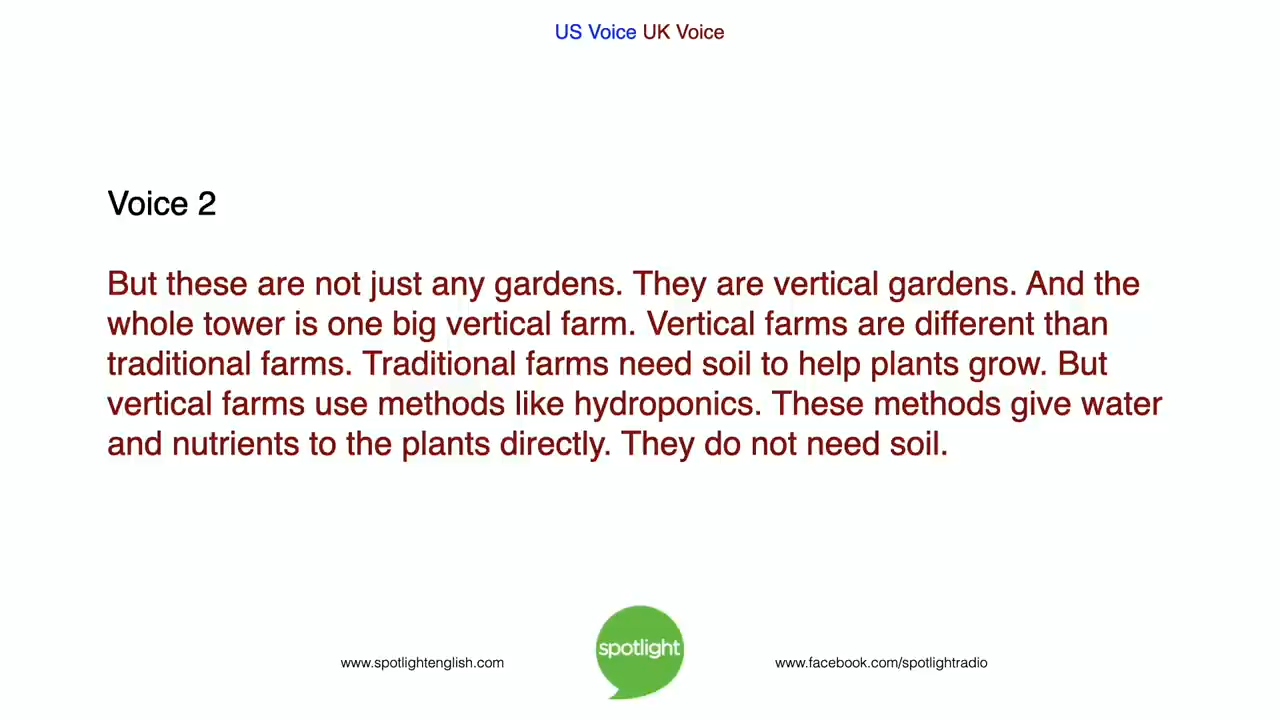 US Voice UK Voice
Voice 2
But these are not just any gardens. They are vertical gardens. And the
whole tower is one big vertical farm. Vertical farms are different than
traditional farms. Traditional farms need soil to help plants grow. But
vertical farms use methods like hydroponics. These methods give water
and nutrients to the plants directly. They do not need soil.
www.spotlightenglish.com
spotlight
www.facebook.com/spotlightradio